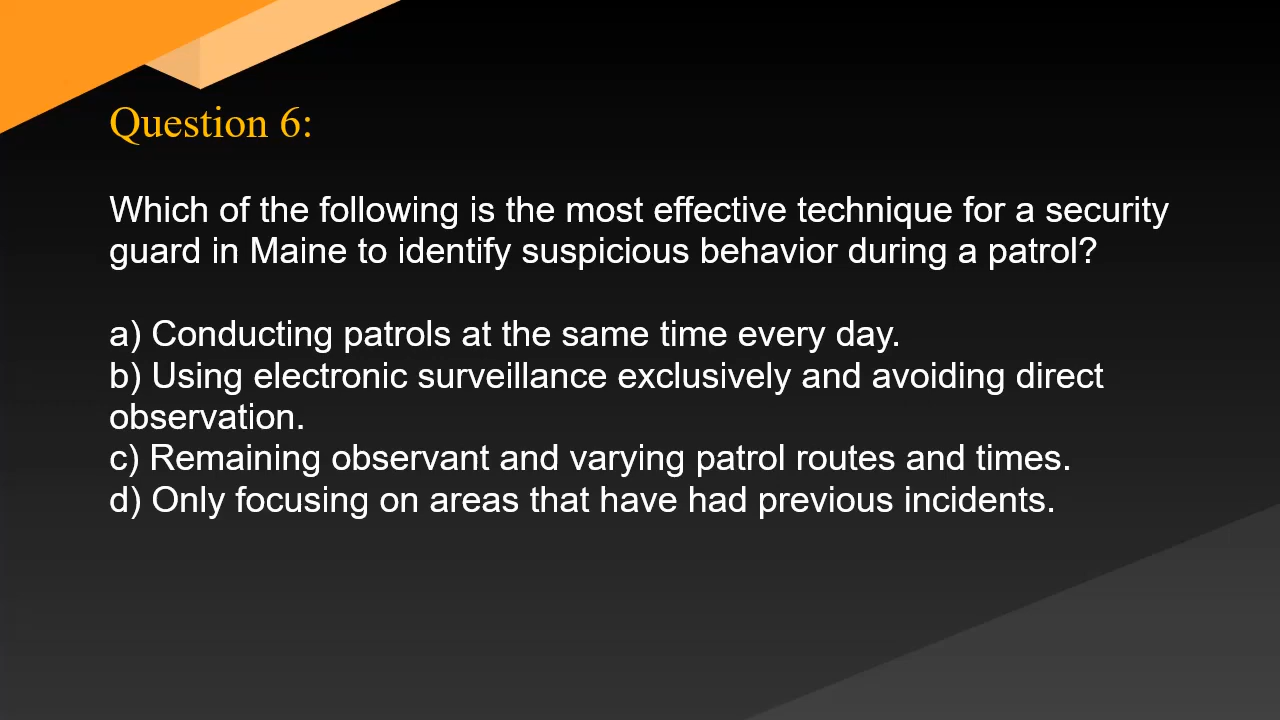 Question 6:
Which of the following is the most effective technique for a security
guard in Maine to identify suspicious behavior during a patrol?
a) Conducting patrols at the same time every day.
b) Using electronic surveillance exclusively and avoiding direct
observation.
c) Remaining observant and varying patrol routes and times.
d) Only focusing on areas that have had previous incidents.